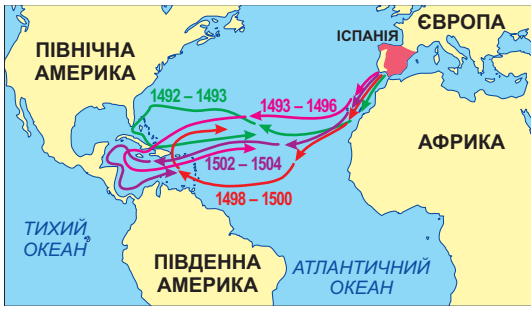 ЄВРОПА
ІСПАНІЯ
ПІВНІЧНА
АМЕРИКА
1492 – 1493
1493 – 1496
АФРИКА
1502 – 1504
1498 – 1500
ТИХИЙ
ОКЕАН
ПІВДЕННА
АМЕРИКА
АТЛАНТИЧНИЙ
ОКЕАН